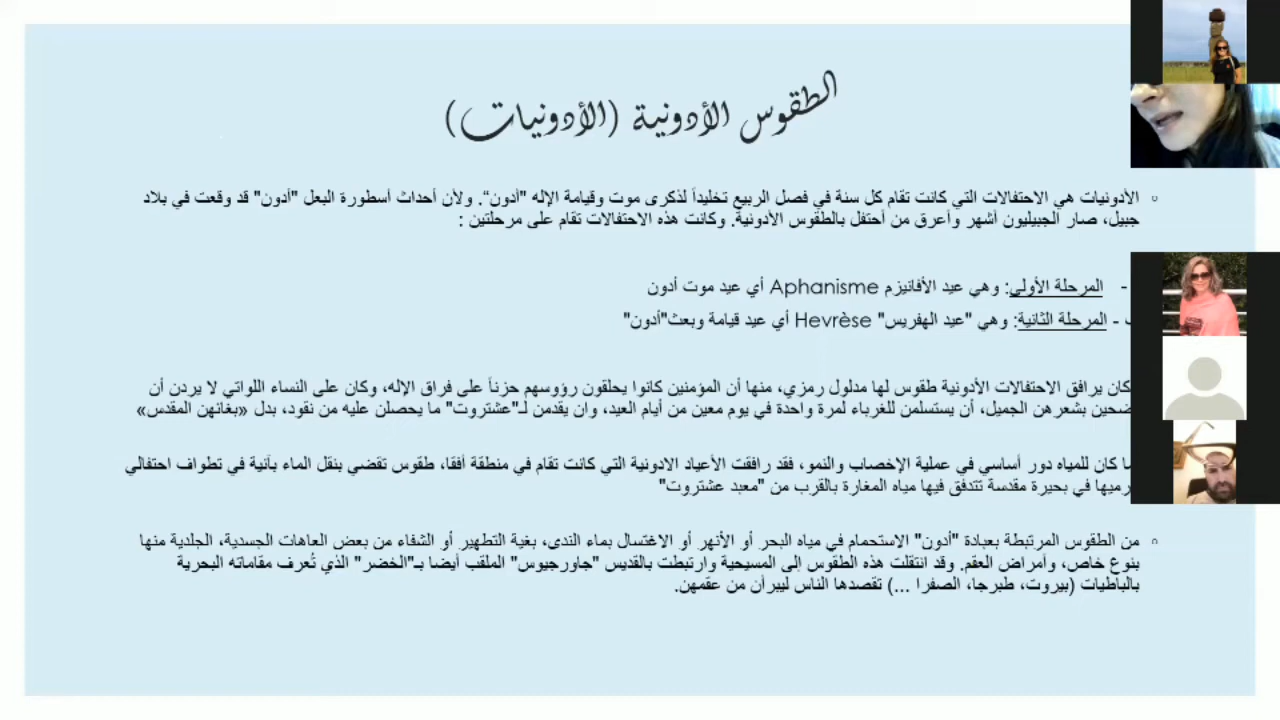 الطقوس الأدونية (الأدونيات)
الأدونيات هي الاحتفالات التي كانت تقام كل سنة في فصل الربيع تخليداً لذكرى موت وقيامة الإله "أدون". ولأن أحداث أسطورة البعل "أدون" قد وقعت في بلاد
جبيل، صار الجبيليون أشهر وأعرق من أحتفل بالطقوس الأدونية. وكانت هذه الاحتفالات تقام على مرحلتين :
- المرحلة الأولى: وهي عيد الأفانيزم Aphanisme أي عيد موت أدون
- المرحلة الثانية: وهي "عيد الهفريس" Hevrèse أي عيد قيامة وبعث"أدون"
كان يرافق الاحتفالات الأدونية طقوس لها مدلول رمزي، منها أن المؤمنين كانوا يحلقون رؤوسهم حزناً على فراق الإله، وكان على النساء اللواتي لا يردن أن
ضحين بشعرهن الجميل، أن يستسلمن للغرباء لمرة واحدة في يوم معين من أيام العيد، وان يقدمن لـ"عشتروت" ما يحصلن عليه من نقود، بدل «بغائهن المقدس»
كان للمياه دور أساسي في عملية الإخصاب والنمو، فقد رافقت الأعياد الادونية التي كانت تقام في منطقة أفقا، طقوس تقضي بنقل الماء بآنية في تطواف احتفالي
رميها في بحيرة مقدسة تتدفق فيها مياه المغارة بالقرب من "معبد عشتروت"
من الطقوس المرتبطة بعبادة "أدون" الاستحمام في مياه البحر أو الأنهر أو الاغتسال بماء الندى، بغية التطهير أو الشفاء من بعض العاهات الجسدية، الجلدية منها
بنوع خاص، وأمراض العقم. وقد انتقلت هذه الطقوس إلى المسيحية وارتبطت بالقديس "جاورجيوس" الملقب أيضا بـ"الخضر" الذي تُعرف مقاماته البحرية
بالباطيات (بيروت، طبرجا، الصفرا ...) تقصدها الناس ليبرأن من عقمهن.